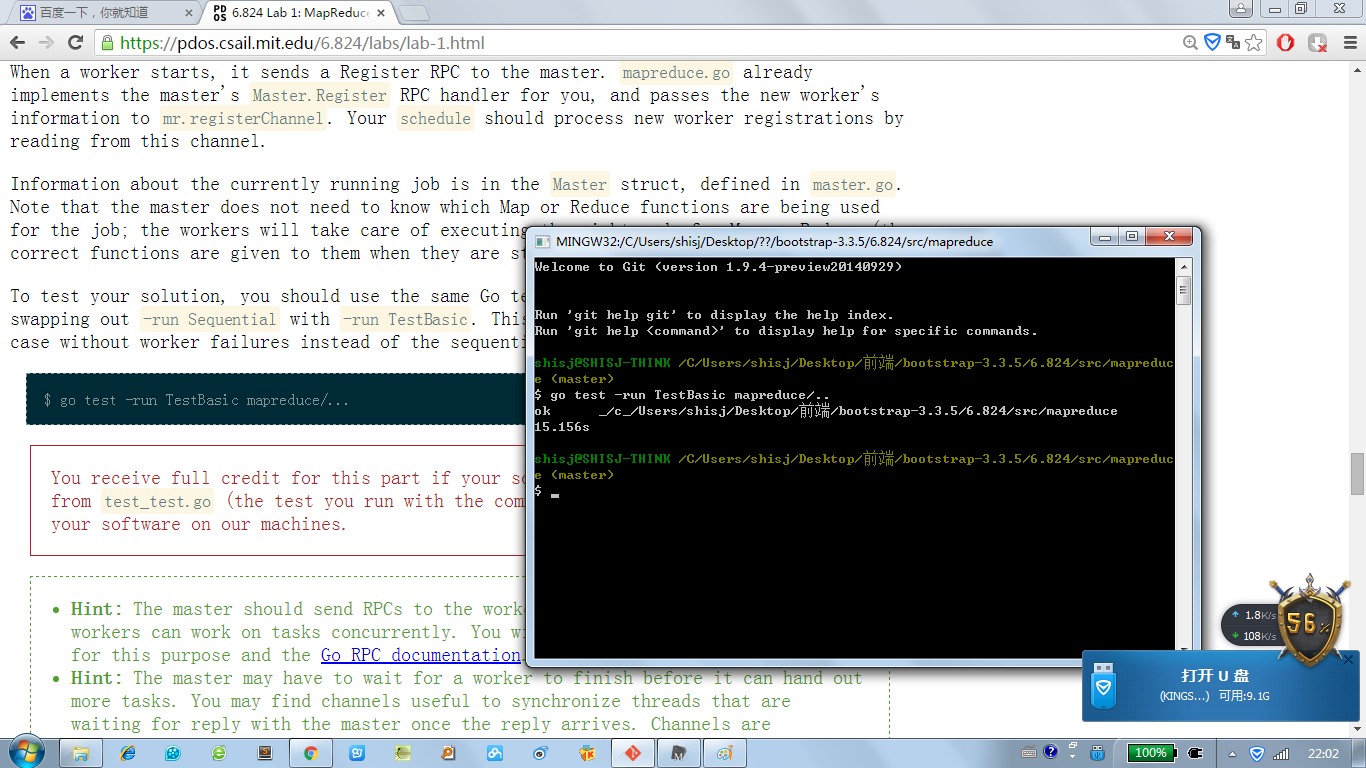 百度一下，你就知道
6.824 Lab 1: MapReduc
https://pdos.csail.mit.edu/6.824/labs/lab-1.html
When a worker starts, it sends a Register RPC to the master. mapreduce.go already
implements the master's Master.Register RPC handler for you, and passes the new worker's
information to mr.registerChannel. Your schedule should process new worker registrations by
reading from this channel.
Information about the currently running job is in the Master struct, defined in master.go.
Note that the master does not need to know which Map or Reduce functions are being used
for the job; the workers will take care of executing
correct functions are given to them when they are st
To test your solution, you should use the same Go te
swapping out -run Sequential with -run TestBasic. This
case without worker failures instead of the sequenti
$ go test -run TestBasic mapreduce/...
You receive full credit for this part if your so
from test_test.go (the test you run with the com
your software on our machines.
Hint: The master should send RPCs to the worke
workers can work on tasks concurrently. You wi
for this purpose and the Go RPC documentation.
Hint: The master may have to wait for a worker to finish before it can hand out
more tasks. You may find channels useful to synchronize threads that are
waiting for reply with the master once the reply arrives. Channels are
MINGW32:/C/Users/shisj/Desktop/??/bootstrap-3.3.5/6.824/src/mapreduce
Welcome to Git (version 1.9.4-preview20140929)
Run 'git help git' to display the help index.
Run 'git help <command>' to display help for specific commands.
shisj@SHISJ-THINK /C/Users/shisj/Desktop/前端/bootstrap-3.3.5/6.824/src/mapreduc
e (master)
$ go test -run TestBasic mapreduce/..
ok _/c_/Users/shisj/Desktop/前端/bootstrap-3.3.5/6.824/src/mapreduce
15.156s
shisj@SHISJ-THINK /C/Users/shisj/Desktop/前端/bootstrap-3.3.5/6.824/src/mapreduc
e (master)
$
1.8K/s
108K/s
56%
打开 U 盘
(KINGS...) 可用:9.1G
100%
22:02